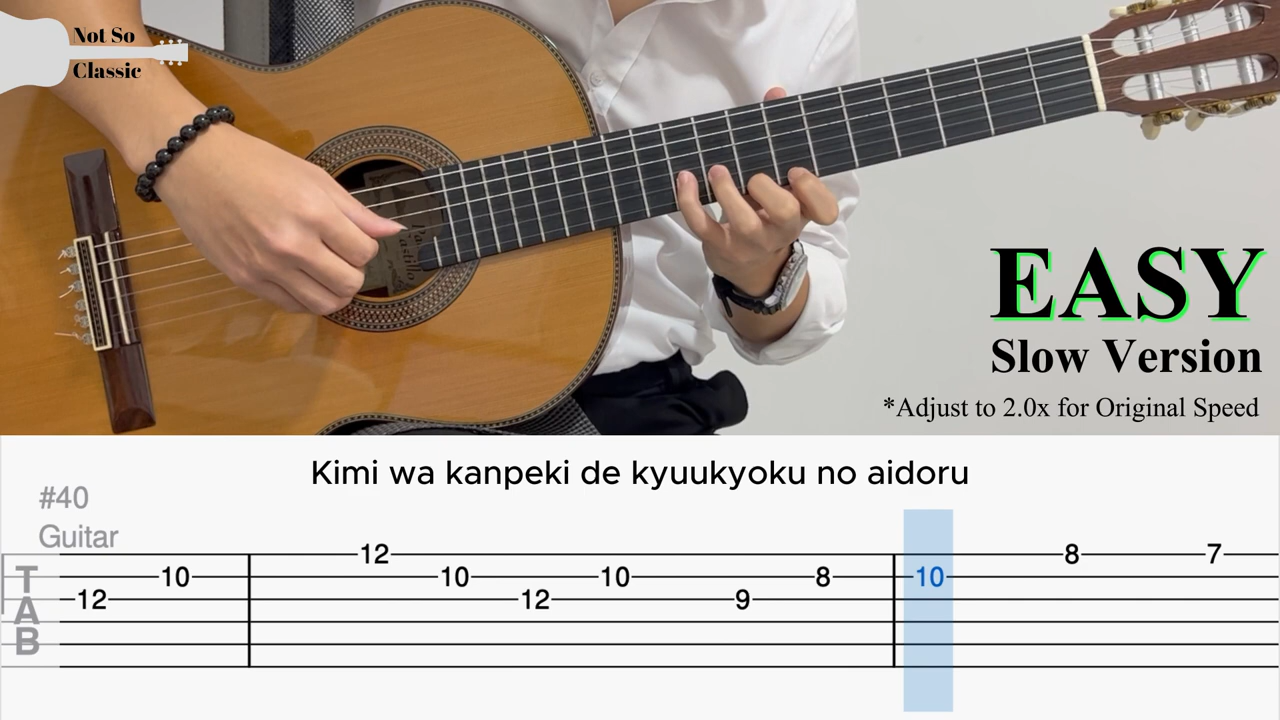 Not So
Classic
EASY
Slow Version
*Adjust to 2.0x for Original Speed
Kimi wa kanpeki de kyuukyoku no aidoru
#40
Guitar
TAB
12 8 7
10 10 10 8 10
12 12 9